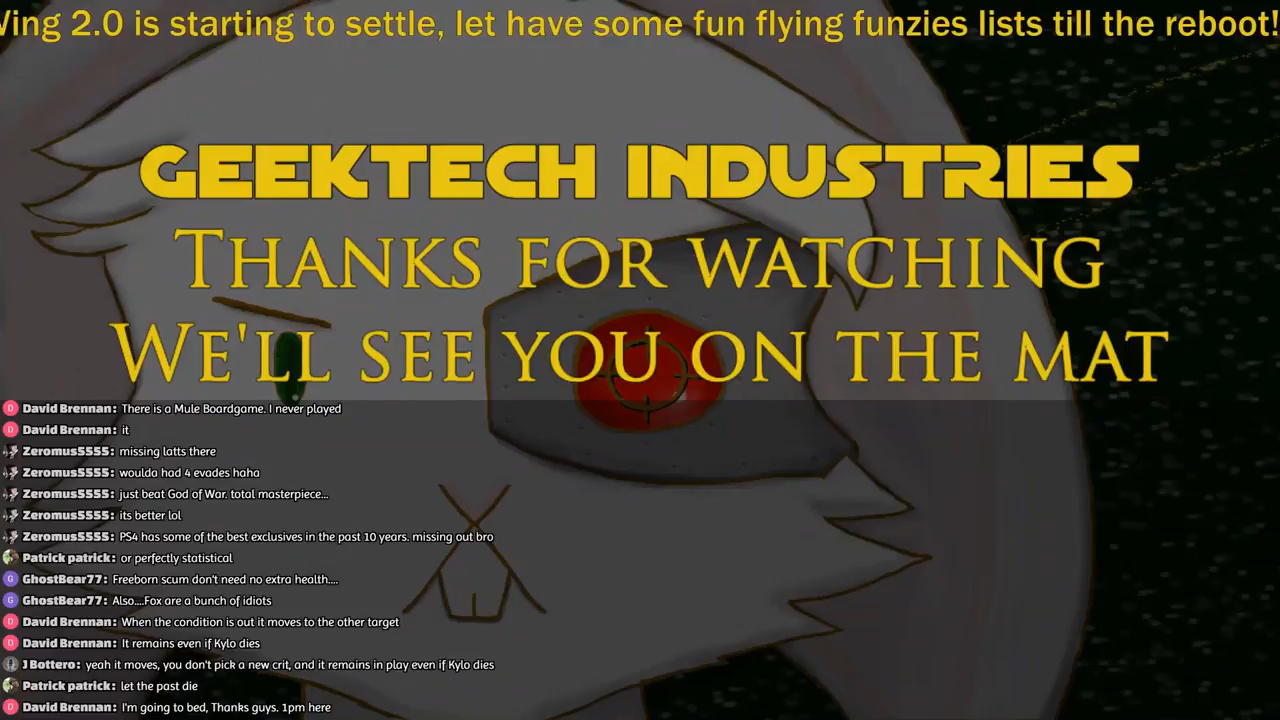 Wing 2.0 is starting to settle, let have some fun flying funzies lists till the reboot!
GEEKTECH INDUSTRIES
THANKS FOR WATCHING
WE'LL SEE YOU ON THE MAT
David Brennan: There is a Mule Boardgame. I never played
David Brennan: it
Zeromus5555: missing latts there
Zeromus5555: woulda had 4 evades haha
Zeromus5555: just beat God of War. total masterpiece...
Zeromus5555: its better lol
Zeromus5555: PS4 has some of the best exclusives in the past 10 years. missing out bro
Patrick patrick: or perfectly statistical
GhostBear77: Freeborn scum don't need no extra health....
GhostBear77: Also....Fox are a bunch of idiots
David Brennan: When the condition is out it moves to the other target
David Brennan: It remains even if Kylo dies
J Bottero: yeah it moves, you don't pick a new crit, and it remains in play even if Kylo dies
Patrick patrick: let the past die
David Brennan: I'm going to bed, Thanks guys. 1pm here